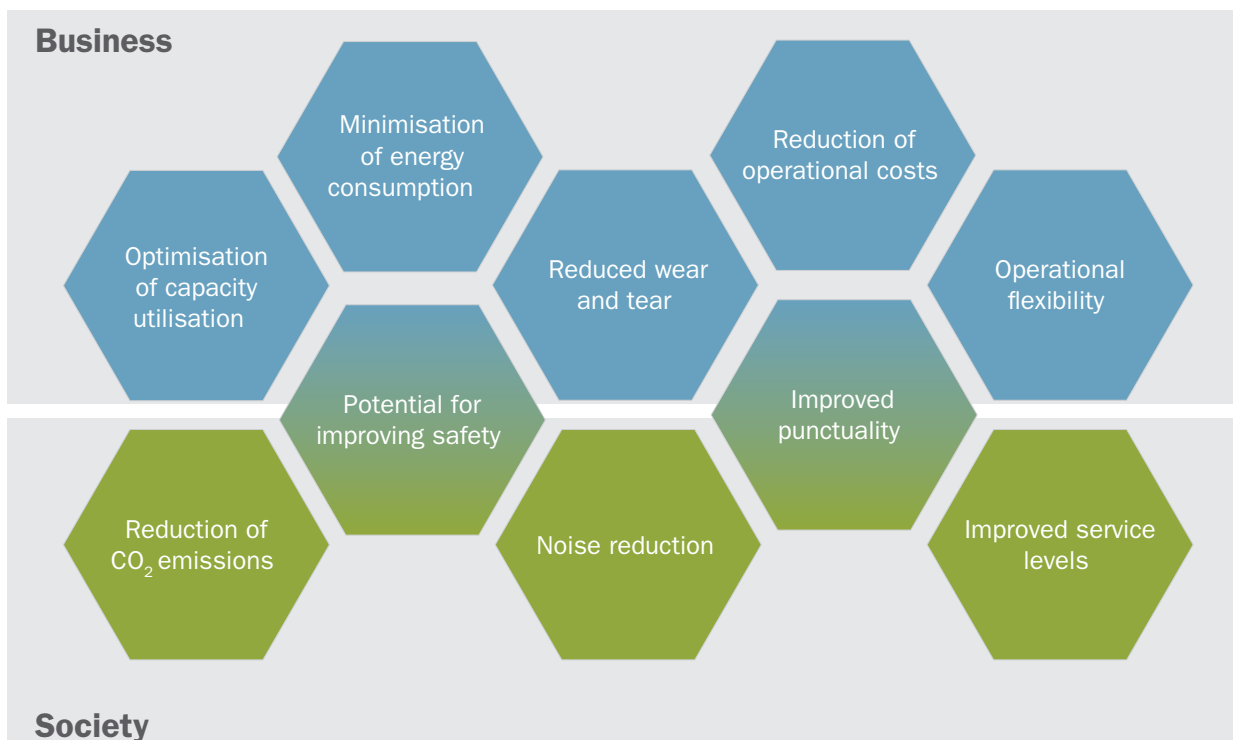 Business
Minimisation
of energy
consumption
Reduction of
operational costs
Optimisation
of capacity
utilisation
Reduced wear
and tear
Operational
flexibility
Potential for
improving safety
Improved
punctuality
Reduction of
CO₂ emissions
Noise reduction
Improved service
levels
Society